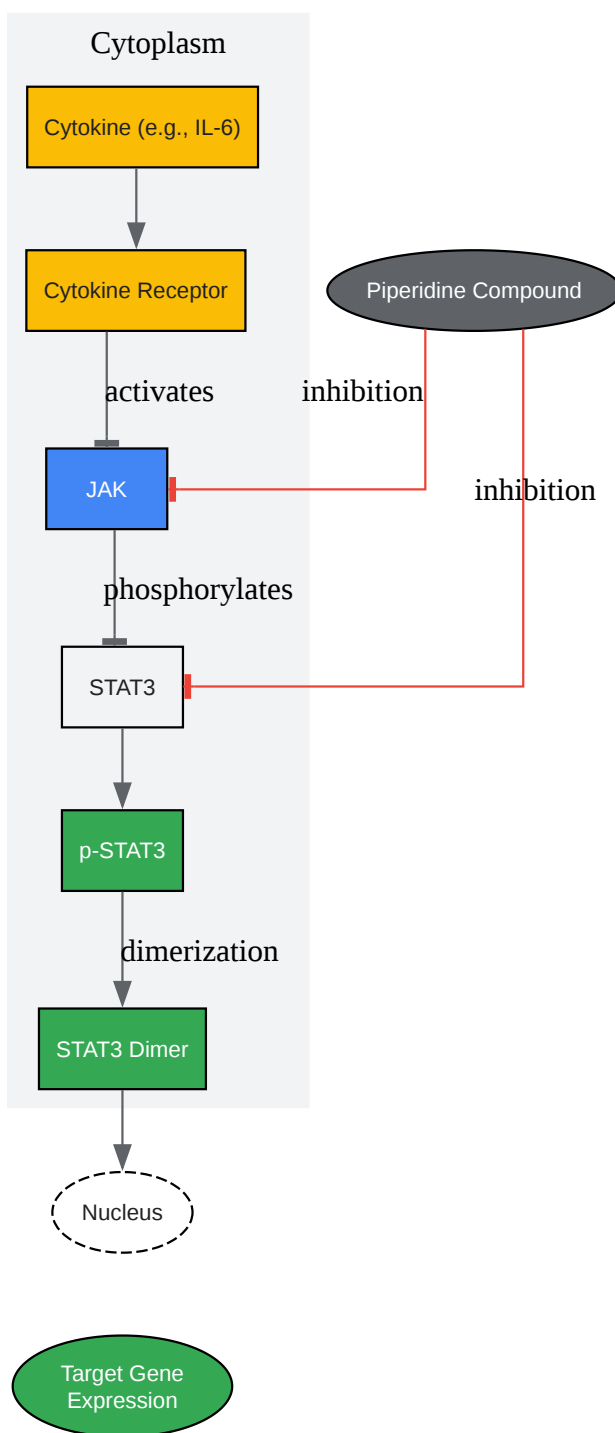 Cytoplasm
Cytokine (e.g., IL-6)
Cytokine Receptor
Piperidine Compound
activates
inhibition
JAK
inhibition
phosphorylates
STAT3
p-STAT3
dimerization
STAT3 Dimer
Nucleus
Target Gene
Expression